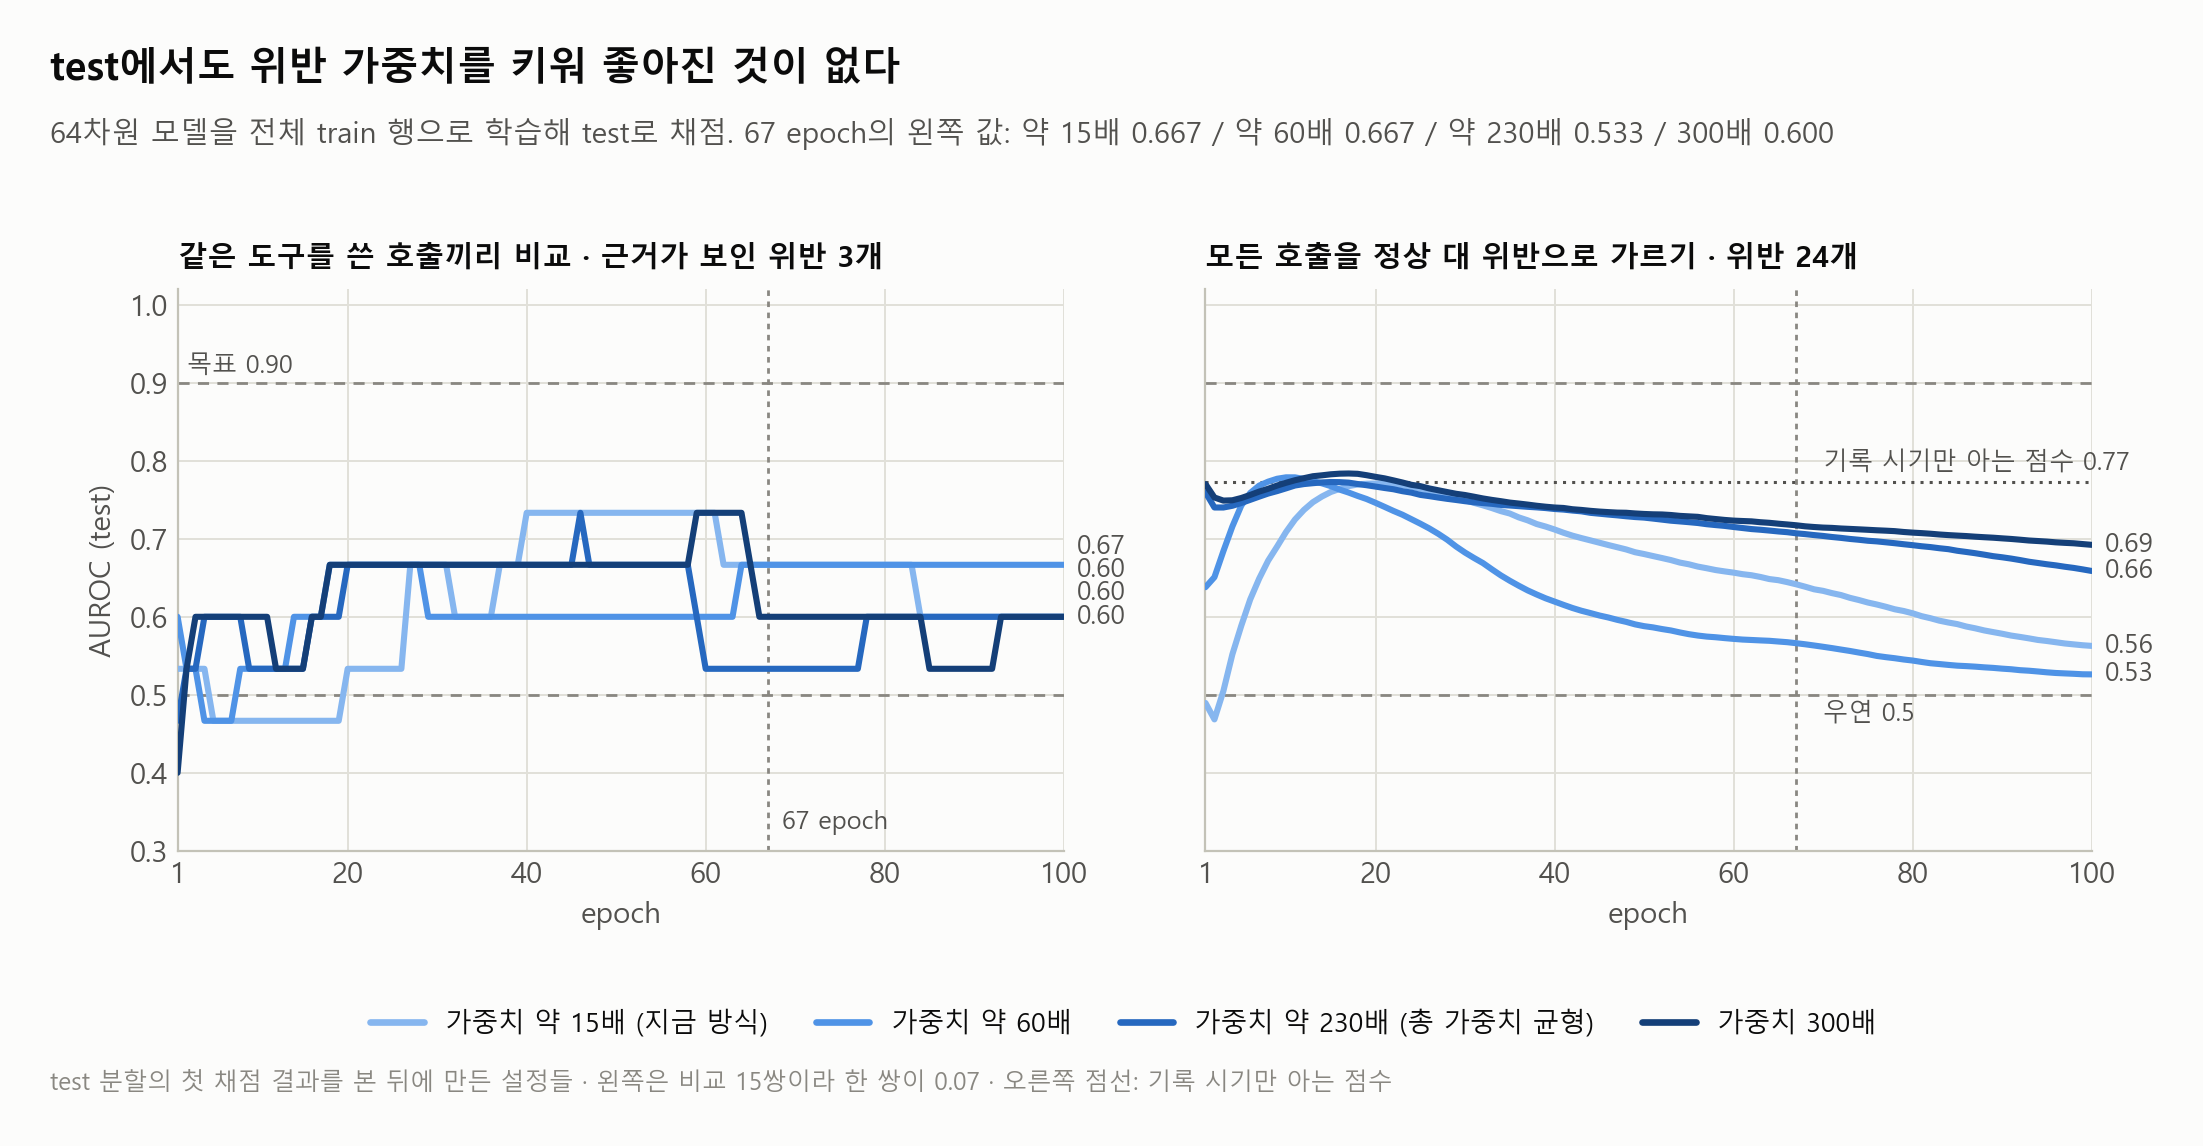 test에서도 위반 가중치를 키워 좋아진 것이 없다
64차원 모델을 전체 train 행으로 학습해 test로 채점. 67 epoch의 왼쪽 값: 약 15배 0.667 / 약 60배 0.667 / 약 230배 0.533 / 300배 0.600
같은 도구를 쓴 호출끼리 비교 · 근거가 보인 위반 3개
AUROC (test)
1.0
0.9
0.8
0.7
0.6
0.5
0.4
0.3
목표 0.90
67 epoch
0.67
0.60
0.60
0.60
1
20
40
60
80
100
epoch
모든 호출을 정상 대 위반으로 가르기 · 위반 24개
기록 시기만 아는 점수 0.77
우연 0.5
0.69
0.66
0.56
0.53
1
20
40
60
80
100
epoch
가중치 약 15배 (지금 방식)
가중치 약 60배
가중치 약 230배 (총 가중치 균형)
가중치 300배
test 분할의 첫 채점 결과를 본 뒤에 만든 설정들 · 왼쪽은 비교 15쌍이라 한 쌍이 0.07 · 오른쪽 점선: 기록 시기만 아는 점수